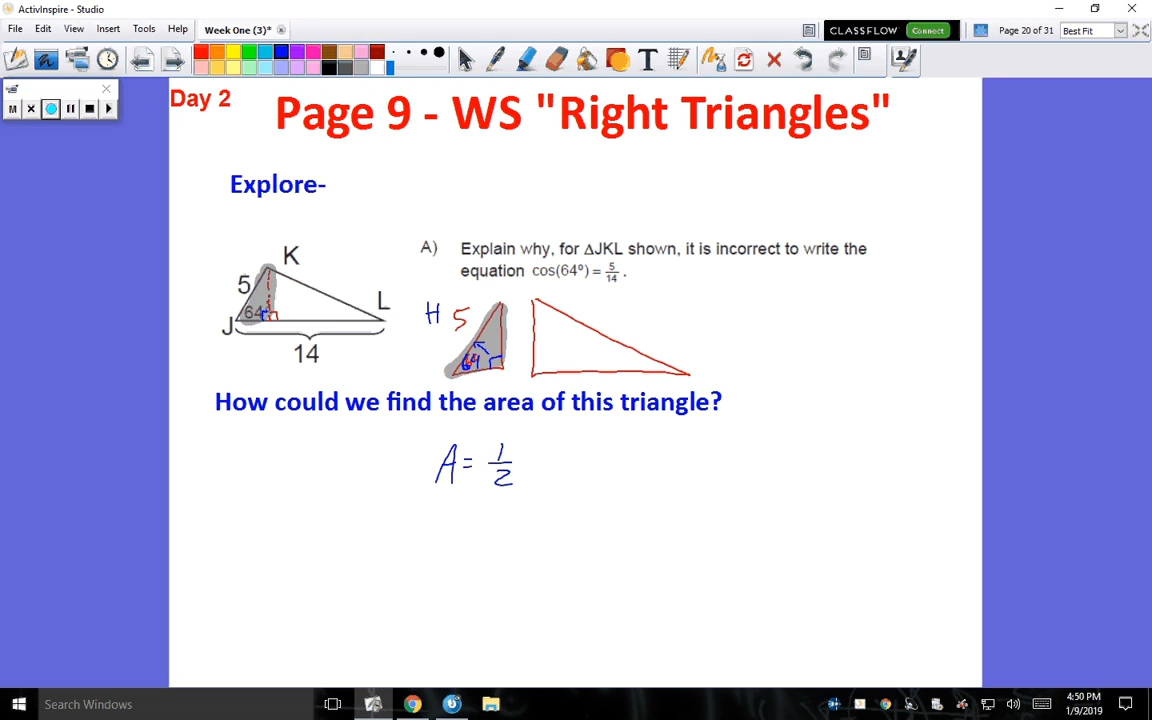 ActivInspire - Studio
File Edit View Insert Tools Help Week One (3)* CLASSFLOW Connect Page 20 of 31 Best Fit
M
Day 2
Page 9 - WS "Right Triangles"
Explore-
A) Explain why, for ΔJKL shown, it is incorrect to write the
equation cos(64º) = 5/14 .
K
5
64
J
L
14
H 5
64
How could we find the area of this triangle?
A = 1/2
Search Windows
4:50 PM
1/9/2019